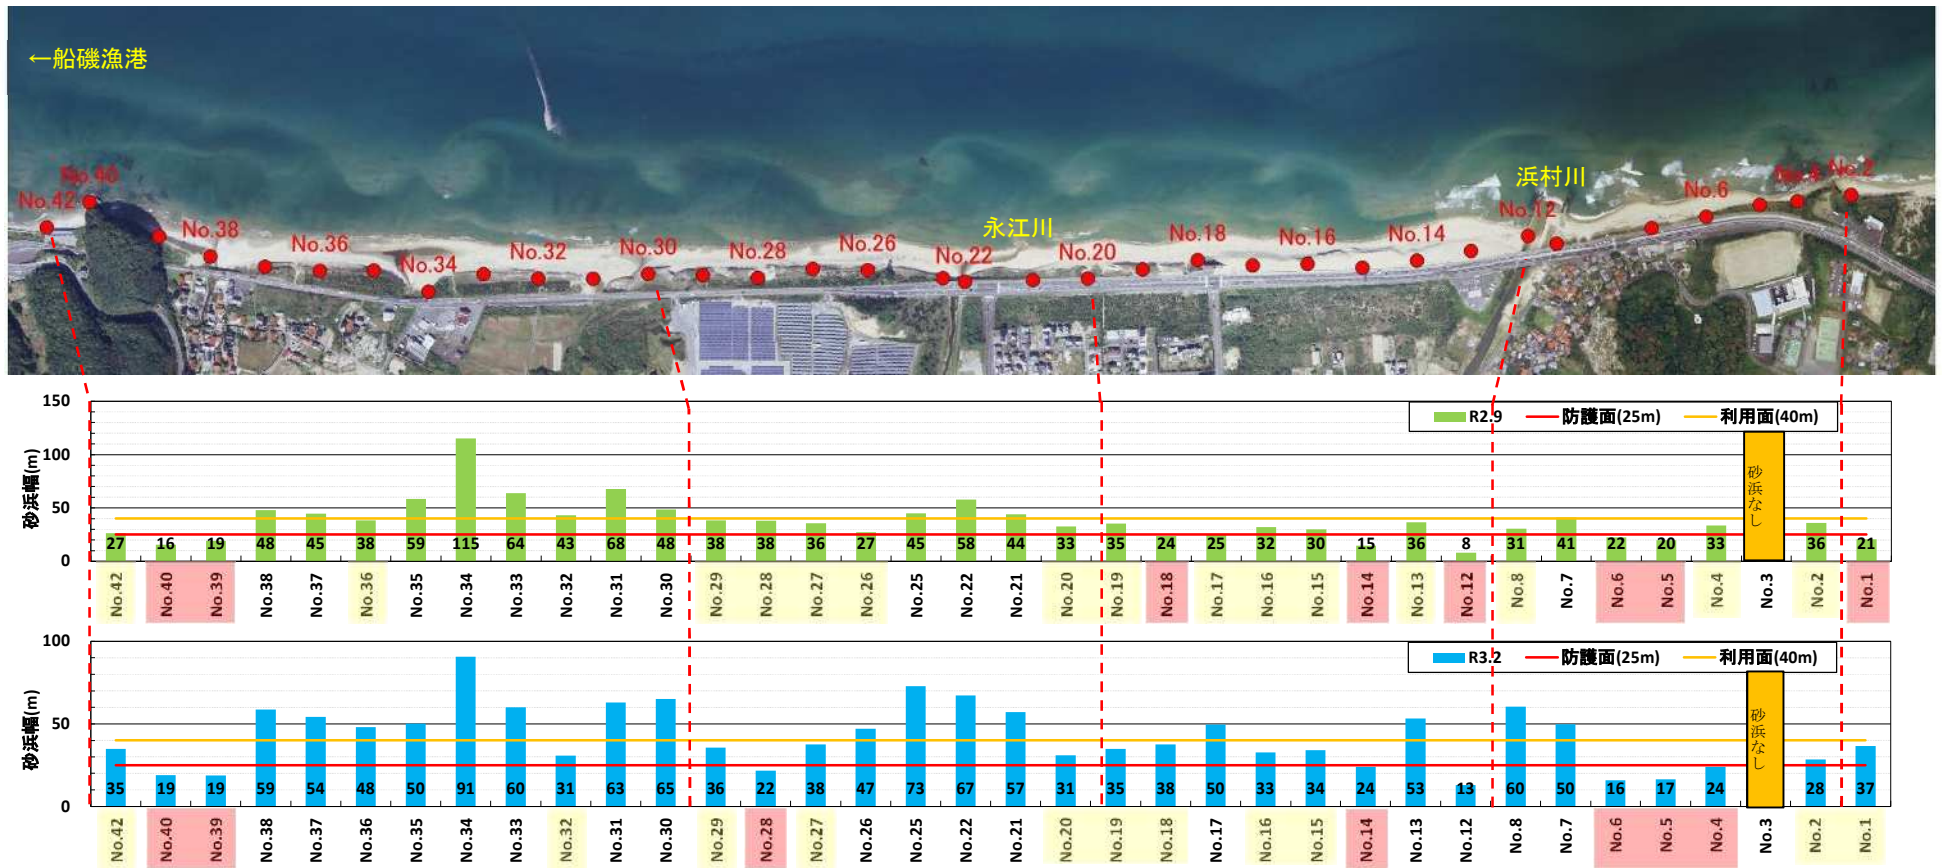 ←船磯漁港
No.42
No.40
No.38
No.36
No.34
No.32
No.30
No.28
No.26
永江川
No.22
No.20
No.18
No.16
No.14
浜村川
No.12
No.6
No.4
No.2
砂浜幅(m)
150
100
50
0
R2.9 防護面(25m) 利用面(40m)
砂浜なし
27 16 19 48 45 38 59 115 64 43 68 48 38 38 36 27 45 58 44 33 35 24 25 32 30 15 36 8 31 41 22 20 33 36 21
No.42 No.40 No.39 No.38 No.37 No.36 No.35 No.34 No.33 No.32 No.31 No.30 No.29 No.28 No.27 No.26 No.25 No.22 No.21 No.20 No.19 No.18 No.17 No.16 No.15 No.14 No.13 No.12 No.8 No.7 No.6 No.5 No.4 No.3 No.2 No.1
砂浜幅(m)
100
50
0
R3.2 防護面(25m) 利用面(40m)
砂浜なし
35 19 19 59 54 48 50 91 60 31 63 65 36 22 38 47 73 67 57 31 35 38 50 33 34 24 53 13 60 50 16 17 24 28 37
No.42 No.40 No.39 No.38 No.37 No.36 No.35 No.34 No.33 No.32 No.31 No.30 No.29 No.28 No.27 No.26 No.25 No.22 No.21 No.20 No.19 No.18 No.17 No.16 No.15 No.14 No.13 No.12 No.8 No.7 No.6 No.5 No.4 No.3 No.2 No.1